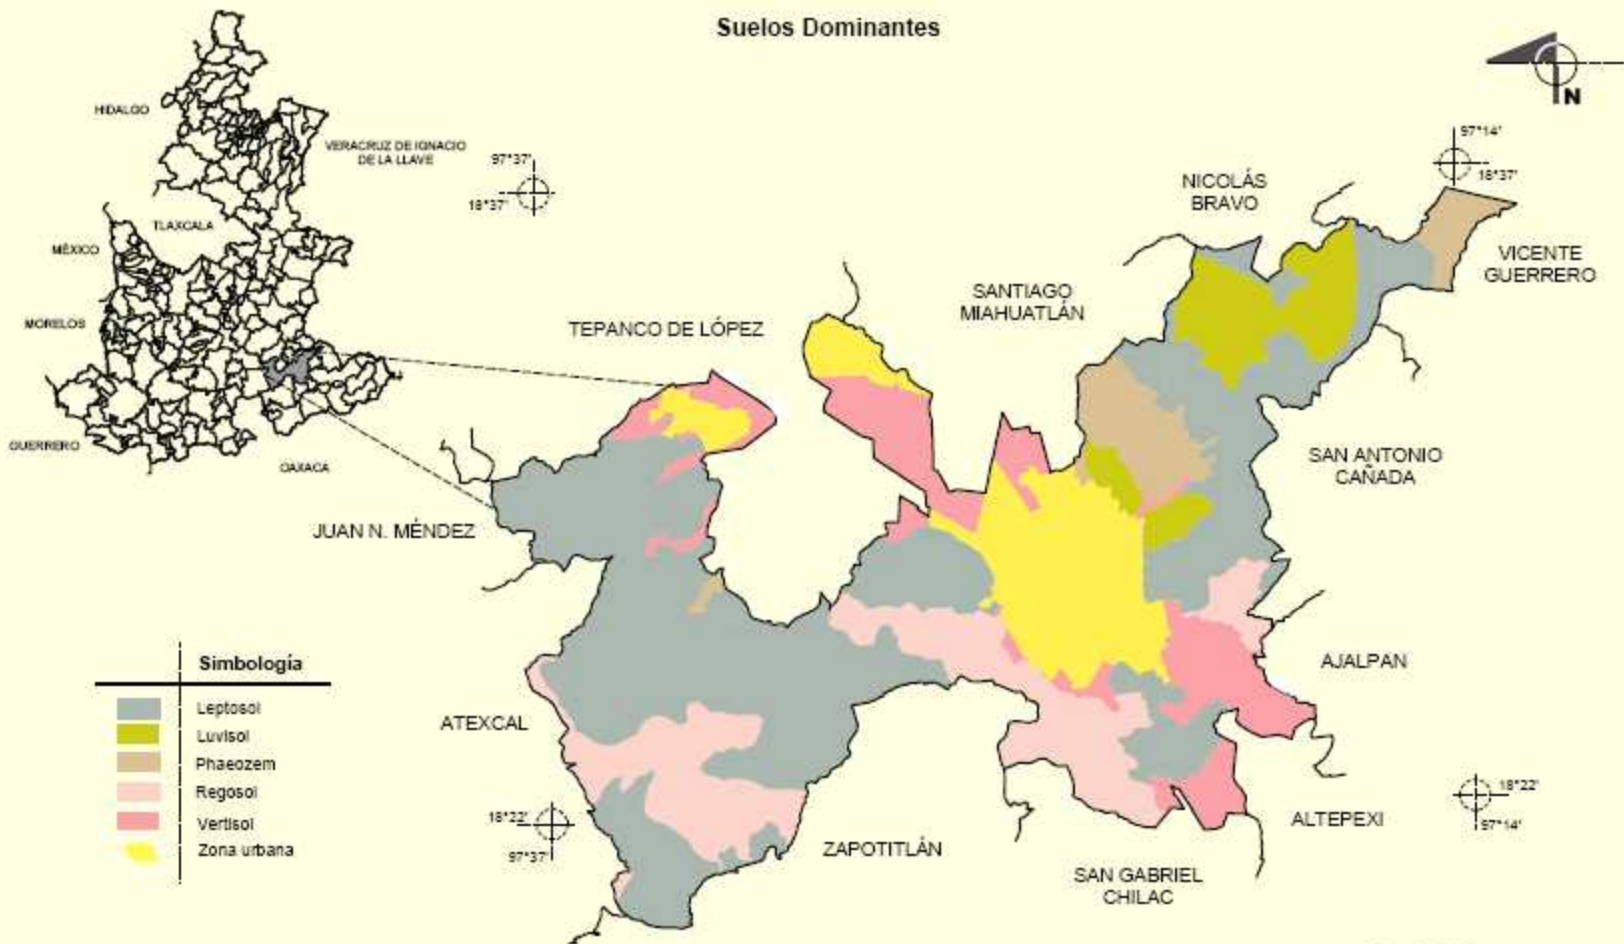 Suelos Dominantes
N
HIDALGO
VERACRUZ DE IGNACIO
DE LA LLAVE
TLAXCALA
MÉXICO
MORELOS
GUERRERO
OAXACA
97°37'
18°37'
97°14'
18°37'
NICOLÁS
BRAVO
VICENTE
GUERRERO
SANTIAGO
MIAHUATLÁN
TEPANCO DE LÓPEZ
SAN ANTONIO
CAÑADA
JUAN N. MÉNDEZ
AJALPAN
ATEXCAL
Simbología
Leptosol
Luvisol
Phaeozem
Regosol
Vertisol
Zona urbana
18°22'
97°37'
ZAPOTITLÁN
SAN GABRIEL
CHILAC
ALTEPEXI
18°22'
97°14'